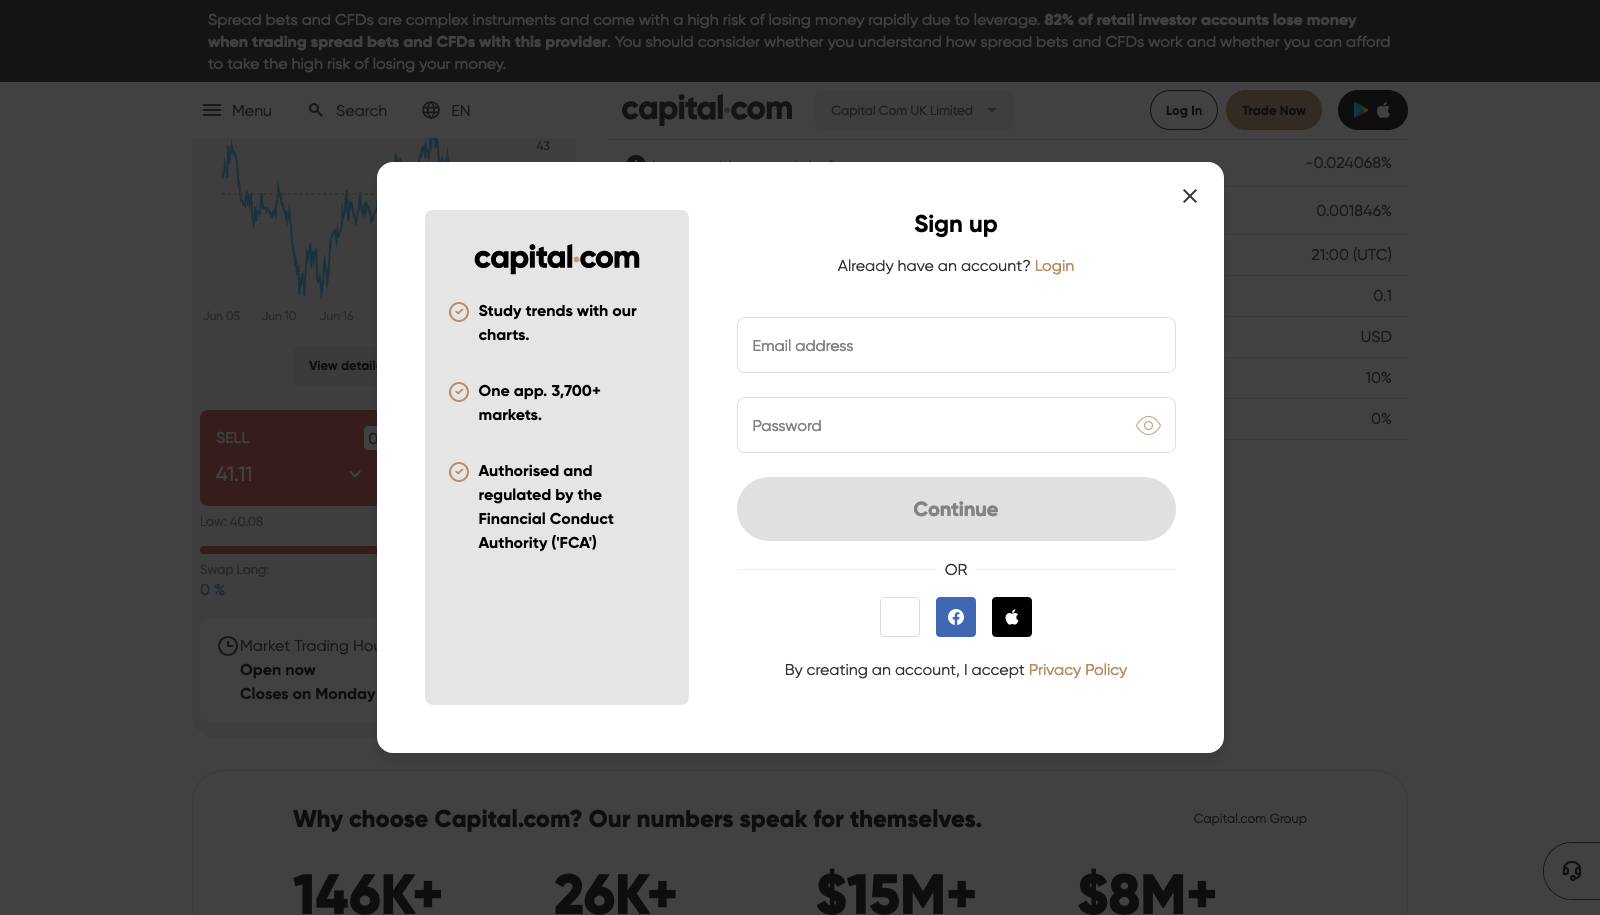 Spread bets and CFDs are complex instruments and come with a high risk of losing money rapidly due to leverage. 82% of retail investor accounts lose money
when trading spread bets and CFDs with this provider. You should consider whether you understand how spread bets and CFDs work and whether you can afford
to take the high risk of losing your money.
Menu
Search
EN
capital.com
Capital Com UK Limited
Log In
Trade Now
43
Jun 05
Jun 10
Jun 16
View detail
SELL
41.11
Low: 40.08
Swap Long:
0 %
Market Trading Hou
Open now
Closes on Monday
-0.024068%
0.001846%
21:00 (UTC)
0.1
USD
10%
0%
capital.com
Study trends with our
charts.
One app. 3,700+
markets.
Authorised and
regulated by the
Financial Conduct
Authority ('FCA')
Sign up
Already have an account? Login
Email address
Password
Continue
OR
By creating an account, I accept Privacy Policy
Why choose Capital.com? Our numbers speak for themselves.
Capital.com Group
146K+
26K+
$15M+
$8M+